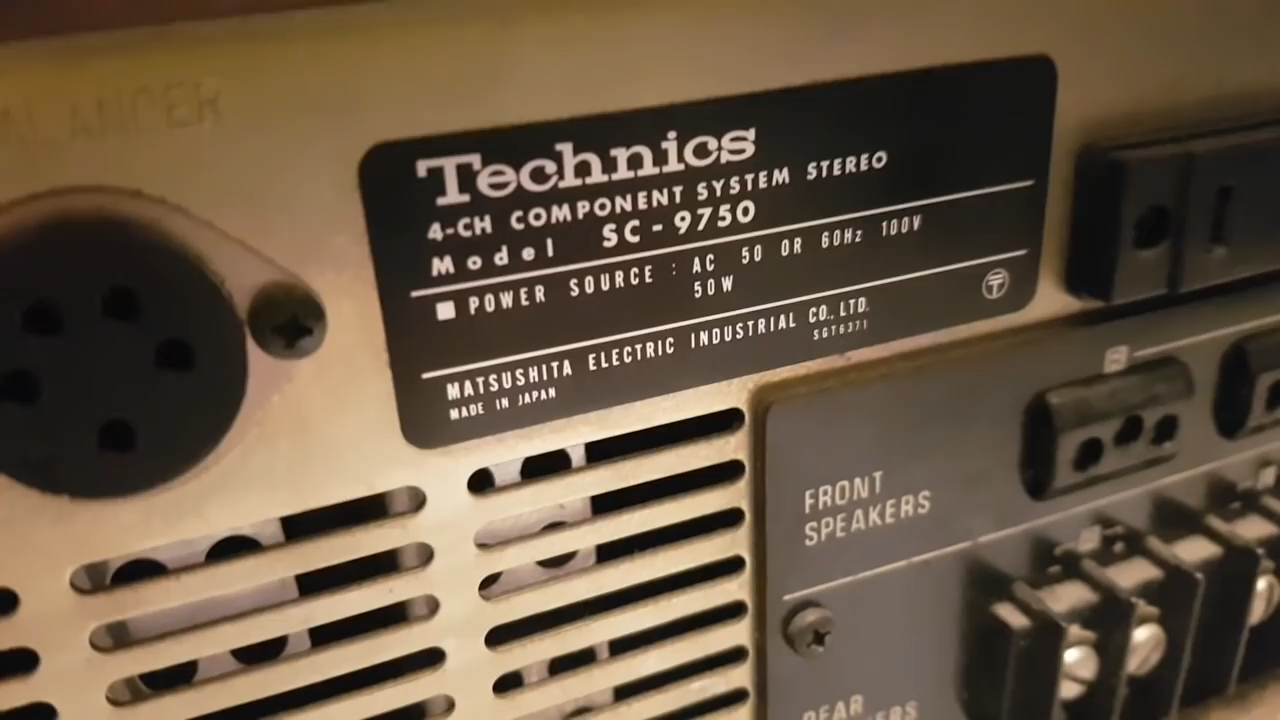 Technics
4-CH COMPONENT SYSTEM STEREO
Model SC-9750
■ POWER SOURCE : AC 50 OR 60Hz 100V
50W
MATSUSHITA ELECTRIC INDUSTRIAL CO., LTD.
SGT6371
MADE IN JAPAN
FRONT
SPEAKERS
REAR